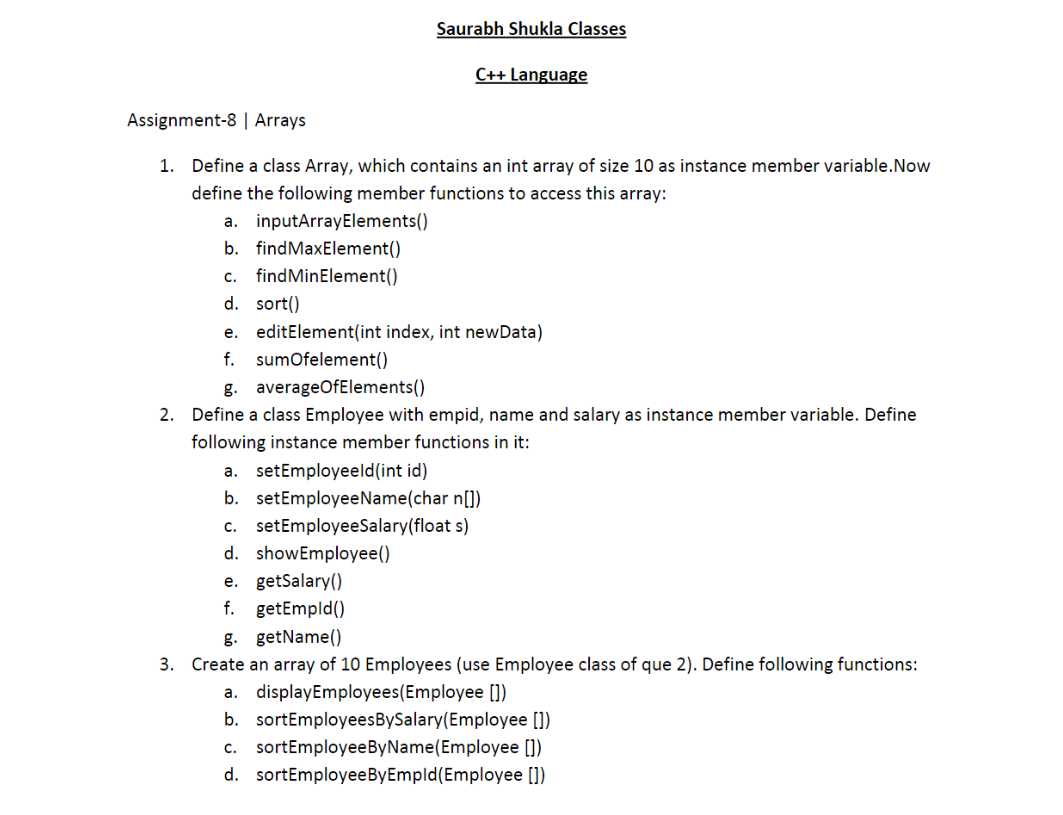 Saurabh Shukla Classes
C++ Language
Assignment-8 | Arrays
1. Define a class Array, which contains an int array of size 10 as instance member variable.Now
define the following member functions to access this array:
a. inputArrayElements()
b. findMaxElement()
c. findMinElement()
d. sort()
e. editElement(int index, int newData)
f. sumOfelement()
g. averageOfElements()
2. Define a class Employee with empid, name and salary as instance member variable. Define
following instance member functions in it:
a. setEmployeeId(int id)
b. setEmployeeName(char n[])
c. setEmployeeSalary(float s)
d. showEmployee()
e. getSalary()
f. getEmpId()
g. getName()
3. Create an array of 10 Employees (use Employee class of que 2). Define following functions:
a. displayEmployees(Employee [])
b. sortEmployeesBySalary(Employee [])
c. sortEmployeeByName(Employee [])
d. sortEmployeeByEmpId(Employee [])